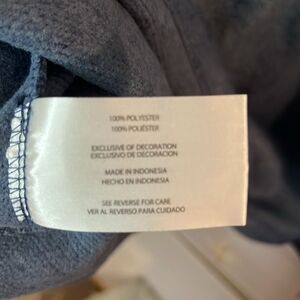 100% POLYESTER
100% POLIÉSTER
EXCLUSIVE OF DECORATION
EXCLUSIVO DE DECORACION
MADE IN INDONESIA
HECHO EN INDONESIA
SEE REVERSE FOR CARE
VER AL REVERSO PARA CUIDADO